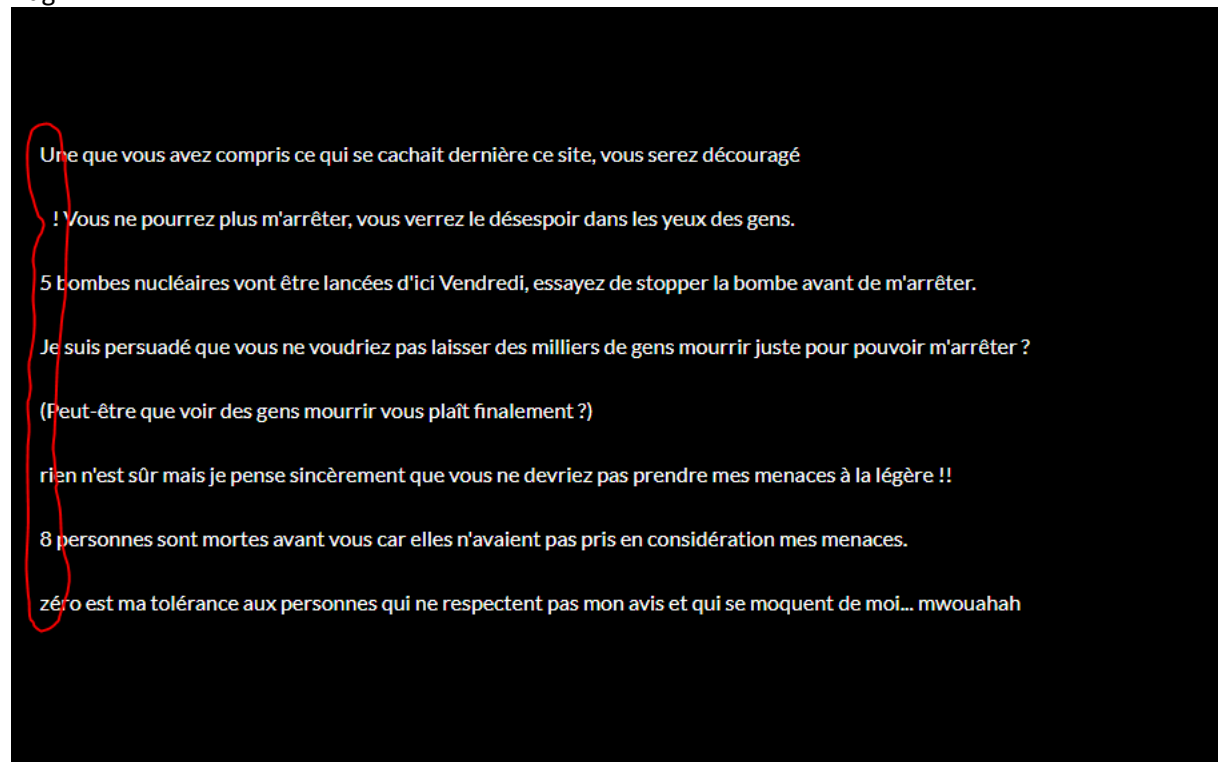 Une que vous avez compris ce qui se cachait dernière ce site, vous serez découragé
! Vous ne pourrez plus m'arrêter, vous verrez le désespoir dans les yeux des gens.
5 bombes nucléaires vont être lancées d'ici Vendredi, essayez de stopper la bombe avant de m'arrêter.
Je suis persuadé que vous ne voudriez pas laisser des milliers de gens mourrir juste pour pouvoir m'arrêter ?
(Peut-être que voir des gens mourrir vous plaît finalement ?)
rien n'est sûr mais je pense sincèrement que vous ne devriez pas prendre mes menaces à la légère !!
8 personnes sont mortes avant vous car elles n'avaient pas pris en considération mes menaces.
zéro est ma tolérance aux personnes qui ne respectent pas mon avis et qui se moquent de moi... mwouahah